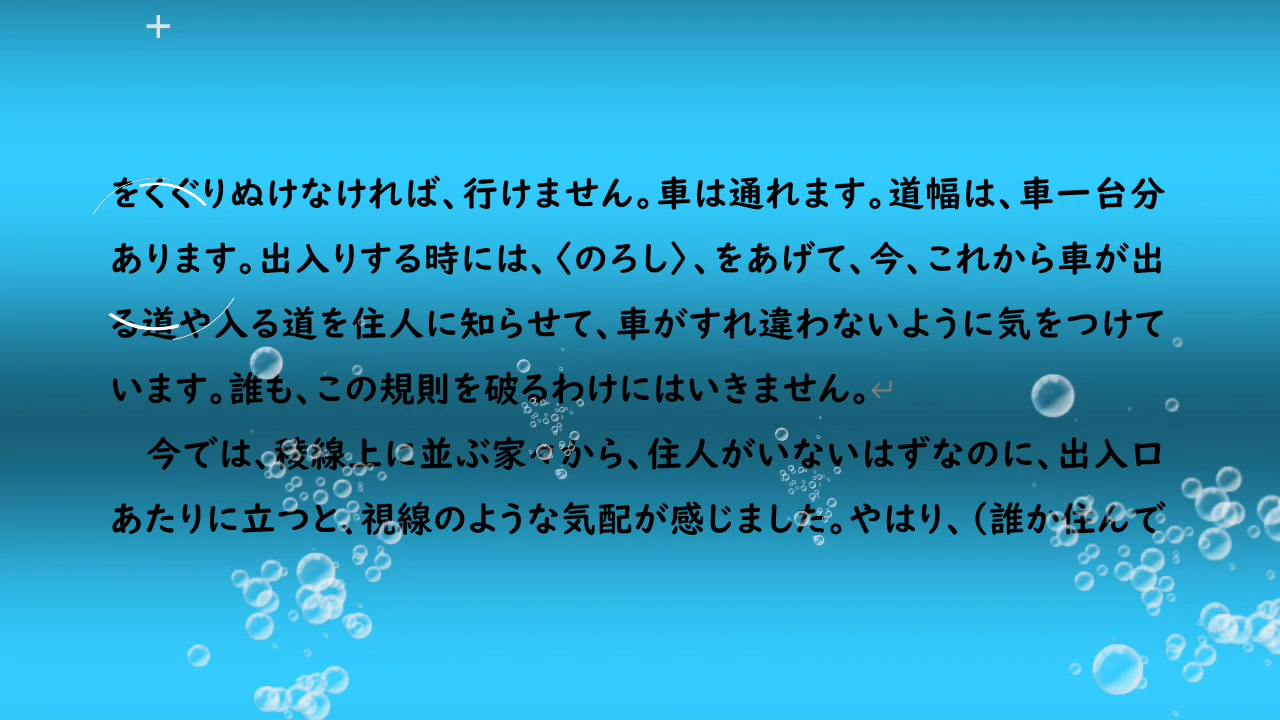 をくぐりぬけなければ、行けません。車は通れます。道幅は、車一台分
あります。出入りする時には、〈のろし〉、をあげて、今、これから車が出
る道や入る道を住人に知らせて、車がすれ違わないように気をつけて
います。誰も、この規則を破るわけにはいきません。↵
　今では、稜線上に並ぶ家々から、住人がいないはずなのに、出入口
あたりに立つと、視線のような気配が感じました。やはり、（誰か住んで